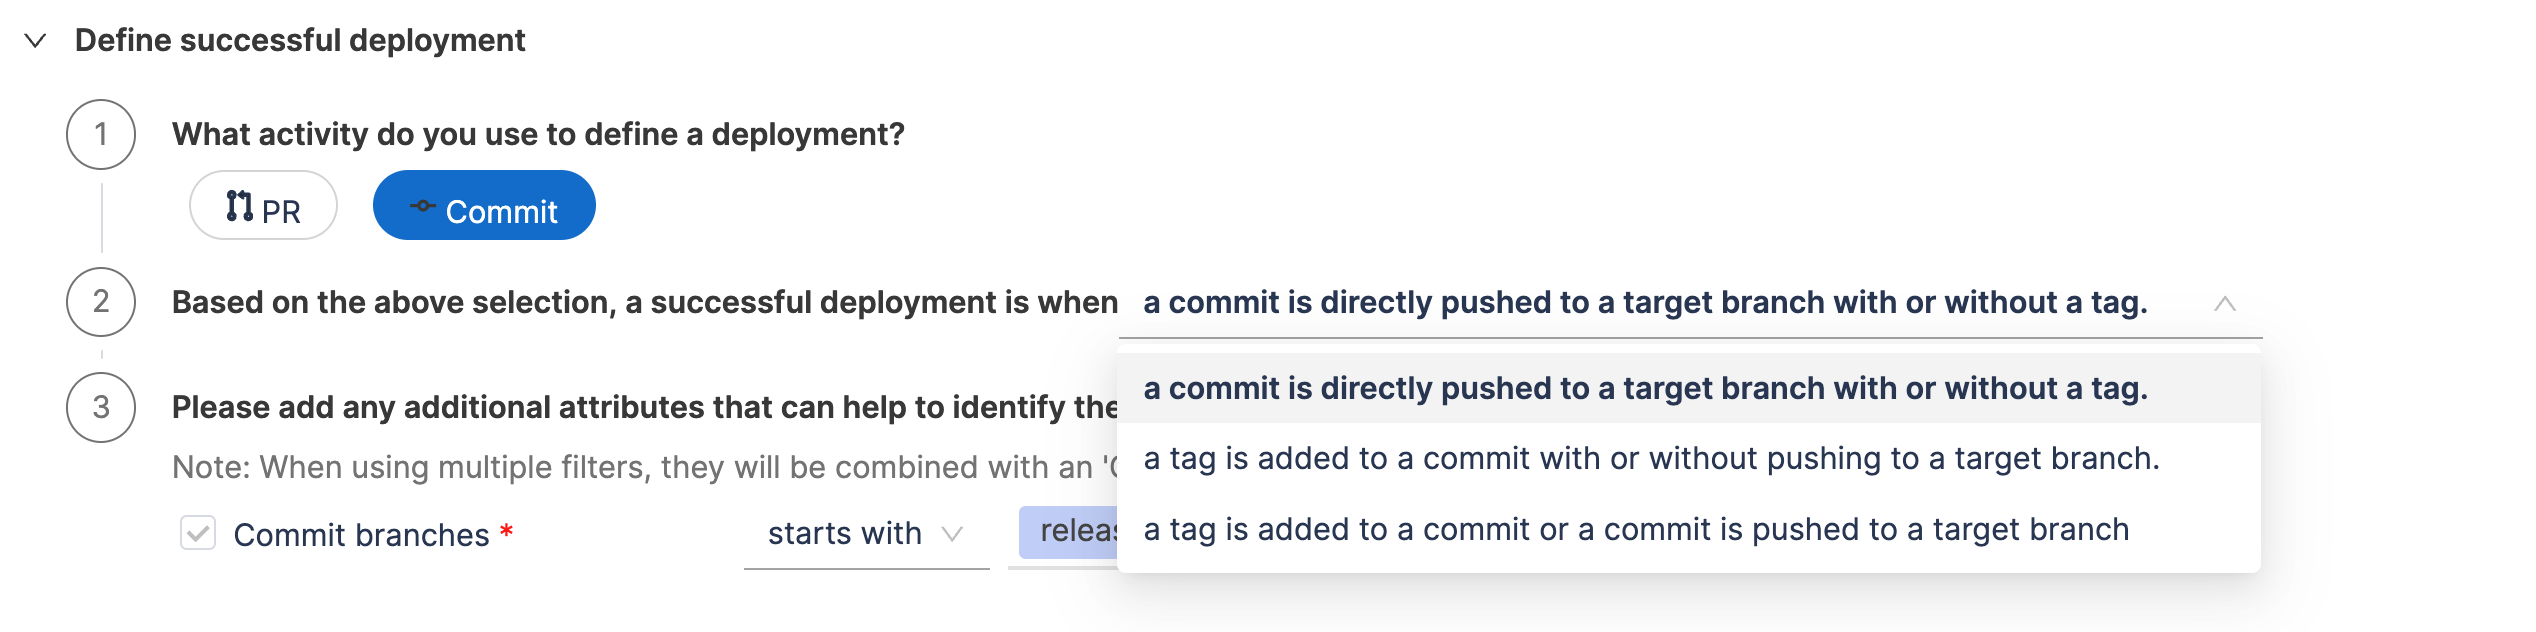 Define successful deployment
1 What activity do you use to define a deployment?
PR Commit
2 Based on the above selection, a successful deployment is when a commit is directly pushed to a target branch with or without a tag.
a commit is directly pushed to a target branch with or without a tag.
3 Please add any additional attributes that can help to identify the
a tag is added to a commit with or without pushing to a target branch.
Note: When using multiple filters, they will be combined with an '
a tag is added to a commit or a commit is pushed to a target branch
Commit branches * starts with